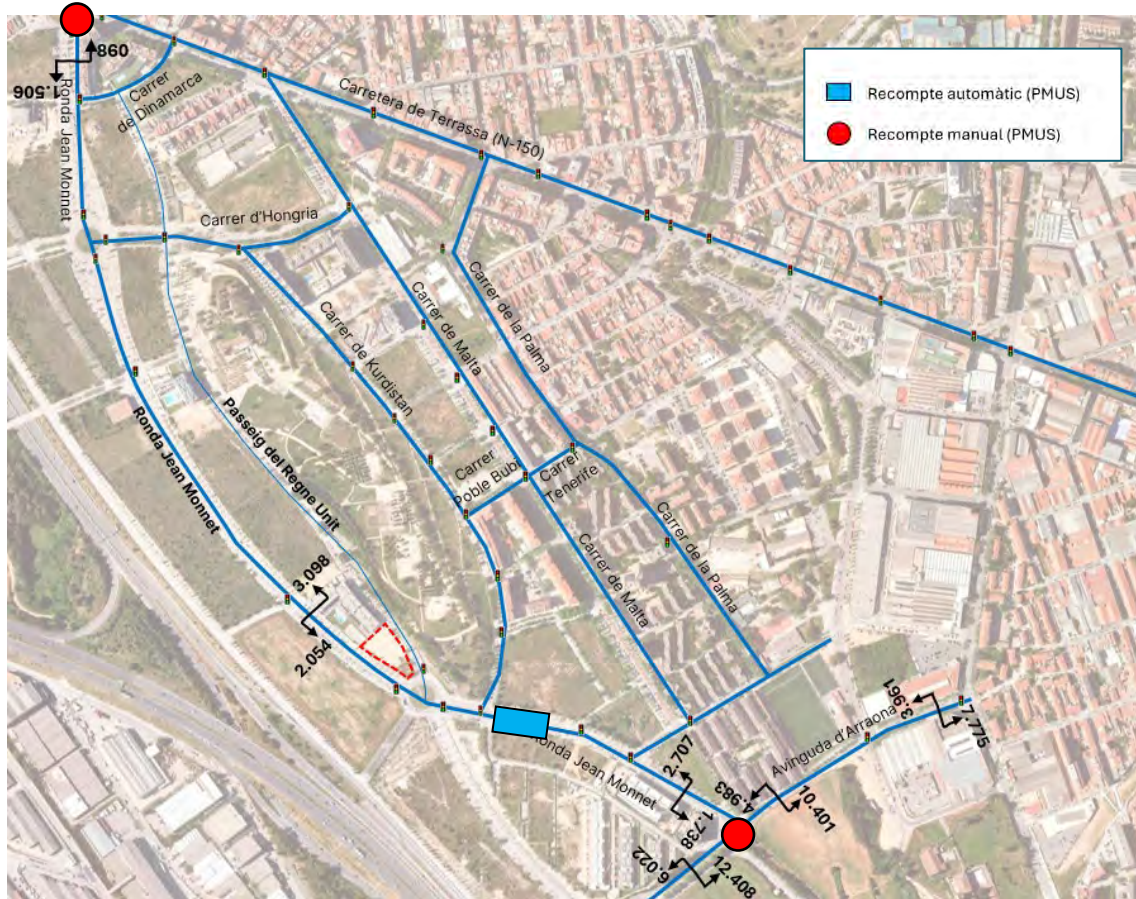 860
1.506
Ronda Jean Monnet
Carrer
de Dinamarca
Carretera de Terrassa (N-150)
Recompte automàtic (PMUS)
Recompte manual (PMUS)
Carrer d'Hongria
Carrer de la Palma
Carrer de Malta
Carrer de Kurdistan
Passeig del Regne Unit
Ronda Jean Monnet
Carrer
Poble Bubi
Carrer
Tenerife
Carrer de la Palma
Carrer de Malta
3.098
2.054
Ronda Jean Monnet
2.707
1.738
Avinguda d'Arraona
3.961
7.775
4.983
10.401
6.022
12.408